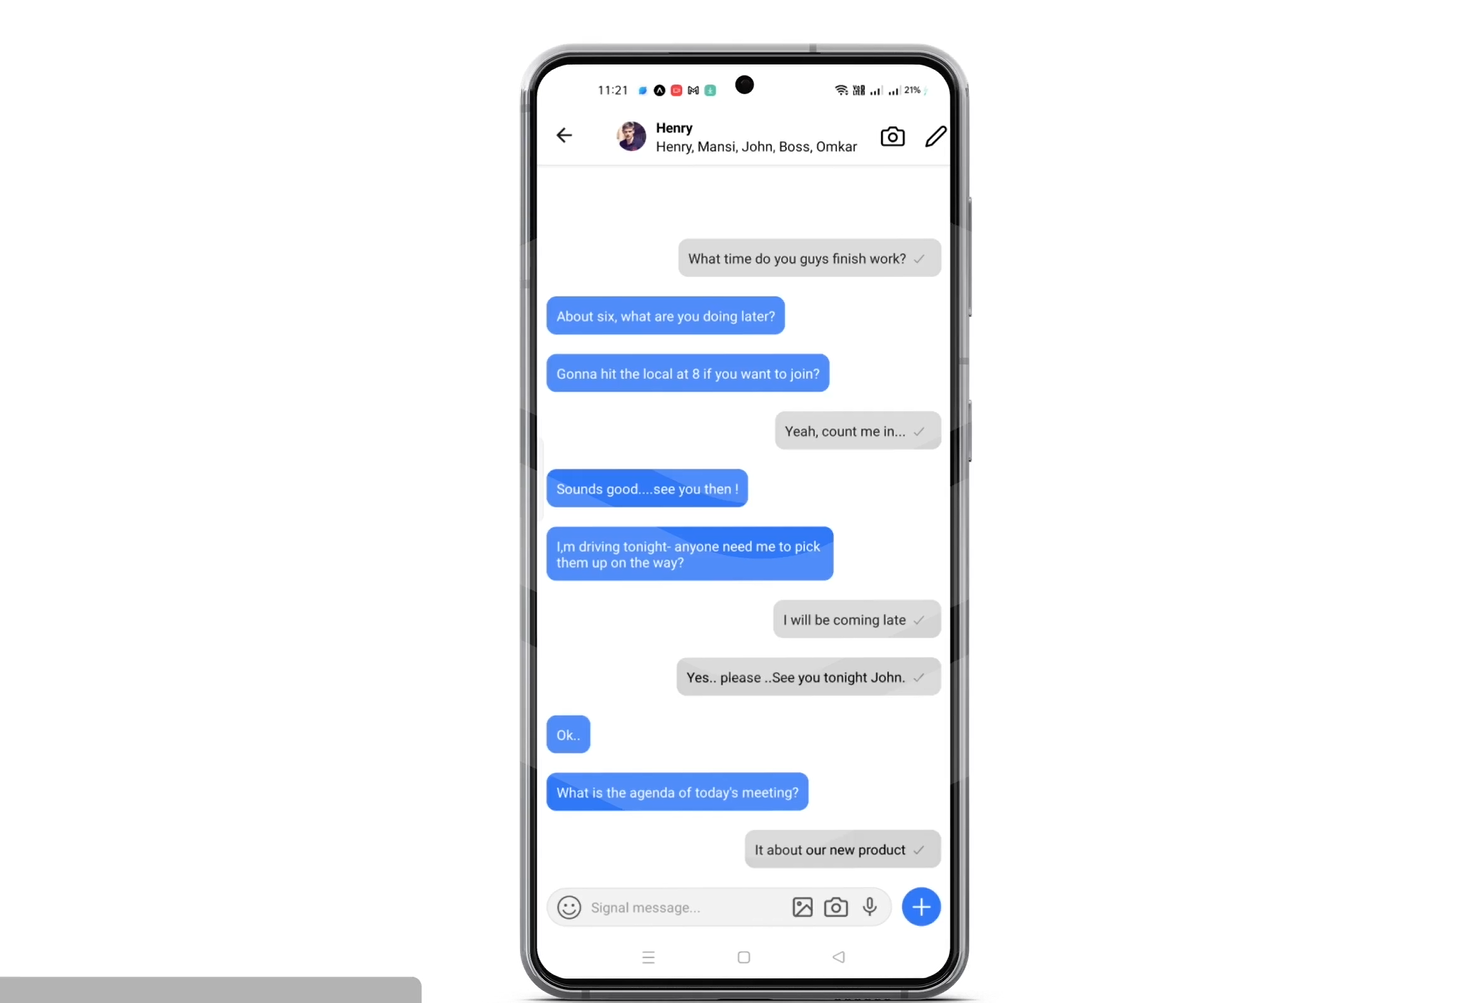 11:21
21%
Henry
Henry, Mansi, John, Boss, Omkar
What time do you guys finish work?
About six, what are you doing later?
Gonna hit the local at 8 if you want to join?
Yeah, count me in...
Sounds good....see you then !
I,m driving tonight- anyone need me to pick
them up on the way?
I will be coming late
Yes.. please ..See you tonight John.
Ok..
What is the agenda of today's meeting?
It about our new product
Signal message...